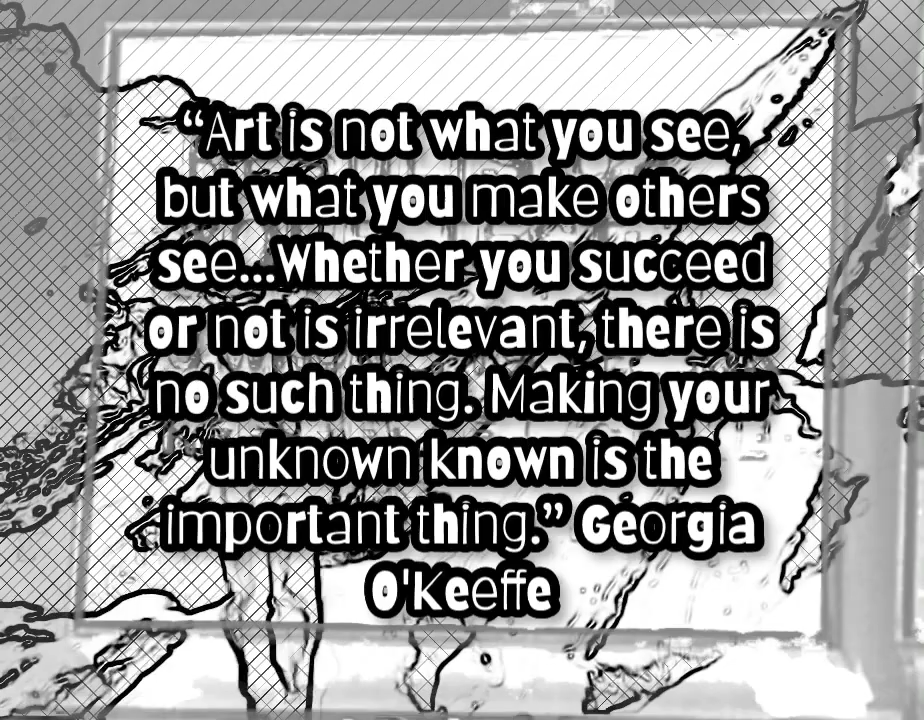 “Art is not what you see,
but what you make others
see...Whether you succeed
or not is irrelevant, there is
no such thing. Making your
unknown known is the
important thing.” Georgia
O'Keeffe